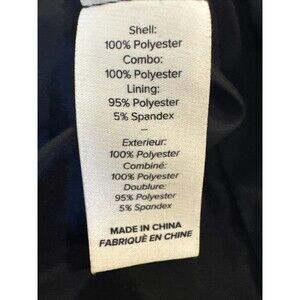 Shell:
100% Polyester
Combo:
100% Polyester
Lining:
95% Polyester
5% Spandex
–
Exterieur:
100% Polyester
Combiné:
100% Polyester
Doublure:
95% Polyester
5% Spandex
MADE IN CHINA
FABRIQUÉ EN CHINE